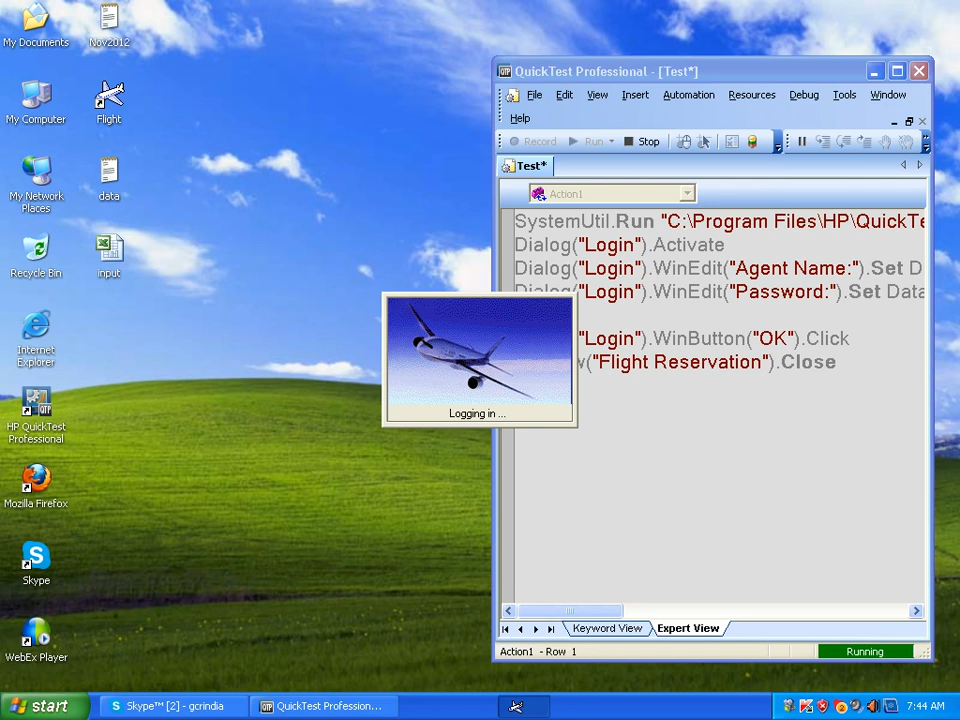 My Documents
Nov2012
My Computer
Flight
My Network
Places
data
Recycle Bin
input
Internet
Explorer
HP QuickTest
Professional
Mozilla Firefox
Skype
WebEx Player
QuickTest Professional - [Test*]
File Edit View Insert Automation Resources Debug Tools Window
Help
Record Run Stop
Test*
Action1
SystemUtil.Run "C:\Program Files\HP\QuickTe
Dialog("Login").Activate
Dialog("Login").WinEdit("Agent Name:").Set D
Dialog("Login").WinEdit("Password:").Set Data
"Login").WinButton("OK").Click
w("Flight Reservation").Close
Logging in ...
Keyword View Expert View
Action1 - Row 1 Running
start Skype™ [2] - gcrindia QuickTest Profession... 7:44 AM